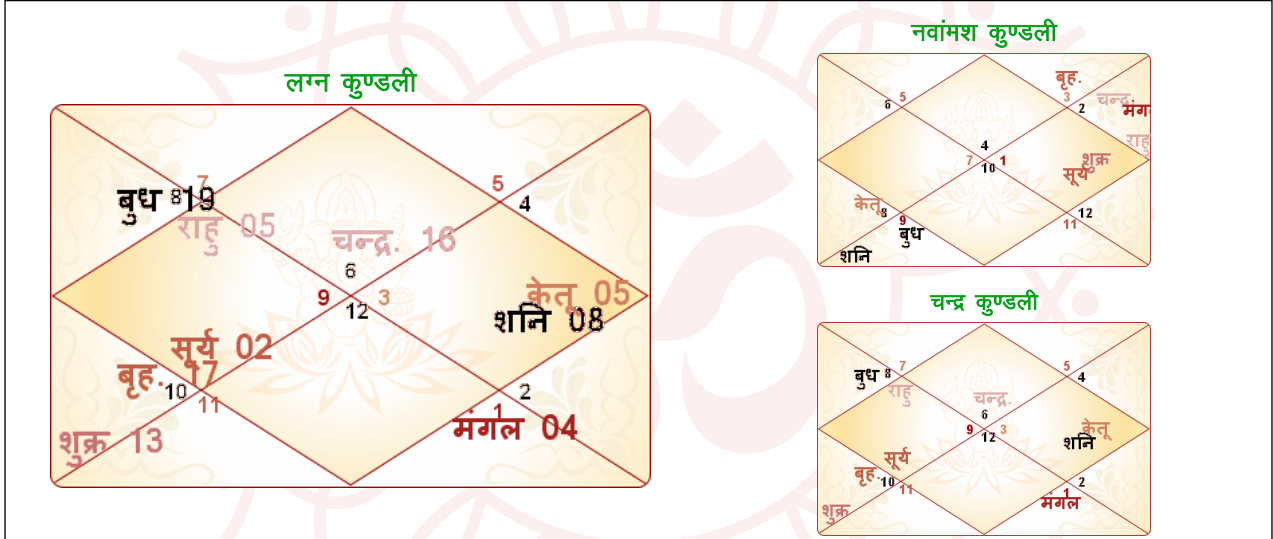 लग्न कुण्डली
7
5
बुध 19
8
4
राहु 05
चन्द्र. 16
6
9
3
12
केतू 05
शनि 08
सूर्य 02
बृह. 17
10
11
2
1
मंगल 04
शुक्र 13
नवांमश कुण्डली
बृह.
5
3
6
2
चन्द्र
मंग
4
राहु
7
1
10
शुक्र
सूर्य
केतू
8
9
12
11
बुध
शनि
चन्द्र कुण्डली
7
5
बुध 8
4
राहु
चन्द्र.
6
9
3
12
केतू
शनि
सूर्य
बृह.
10
11
2
1
मंगल
शुक्र